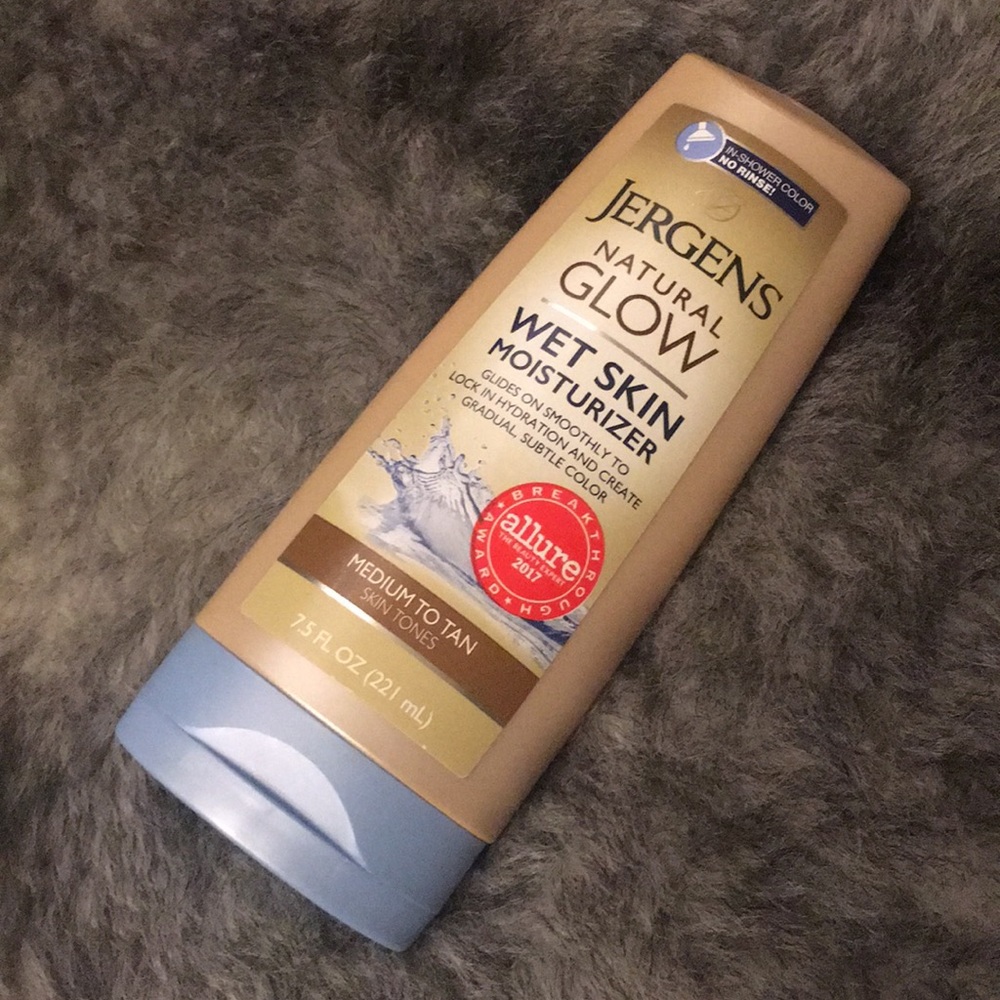 IN-SHOWER COLOR
NO RINSE!
JERGENS
NATURAL
GLOW
WET SKIN
MOISTURIZER
GLIDES ON SMOOTHLY TO
LOCK IN HYDRATION AND CREATE
GRADUAL, SUBTLE COLOR
BREAKTHROUGH
allure
THE BEAUTY EXPERT
2017
AWARD
MEDIUM TO TAN
SKIN TONES
7.5 FL OZ (221 mL)